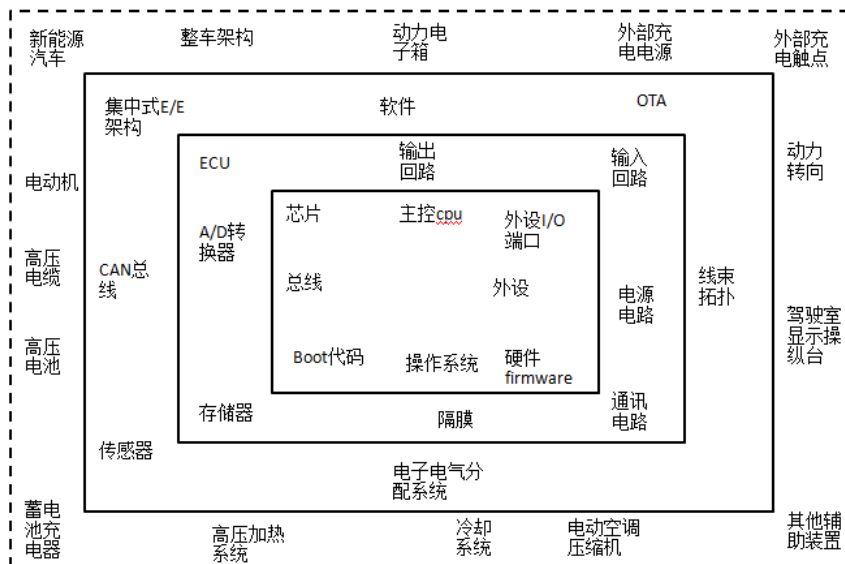 新能源
汽车
整车架构
动力电
子箱
外部充
电电源
外部充
电触点
集中式E/E
架构
软件
OTA
ECU
输出
回路
输入
回路
动力
转向
电动机
芯片
主控cpu
外设I/O
端口
A/D转
换器
高压
电缆
CAN总
线
总线
外设
电源
电路
线束
拓扑
高压
电池
Boot代码
操作系统
硬件
firmware
驾驶室
显示操
纵台
存储器
隔膜
通讯
电路
传感器
电子电气分
配系统
蓄电
池充
电器
高压加热
系统
冷却
系统
电动空调
压缩机
其他辅
助装置